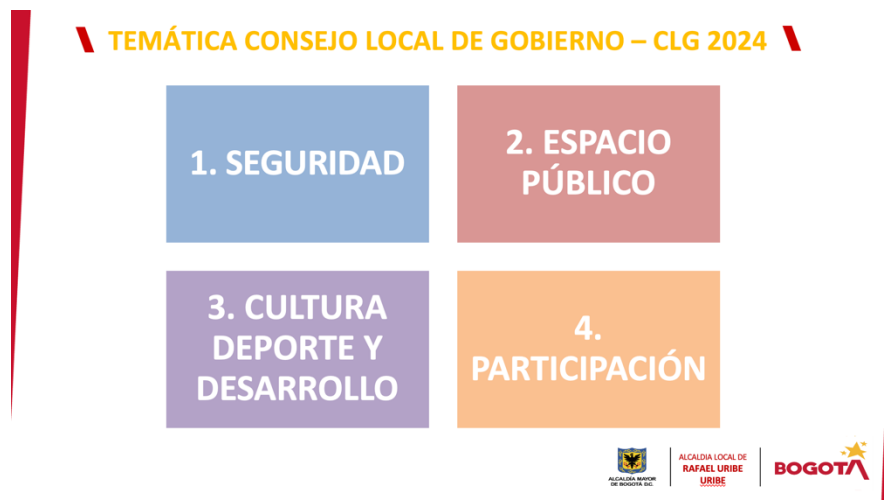 TEMÁTICA CONSEJO LOCAL DE GOBIERNO – CLG 2024
1. SEGURIDAD
2. ESPACIO
PÚBLICO
3. CULTURA
DEPORTE Y
DESARROLLO
4.
PARTICIPACIÓN
ALCALDÍA MAYOR
DE BOGOTÁ D.C.
ALCALDIA LOCAL DE
RAFAEL URIBE
URIBE
BOGOTÁ